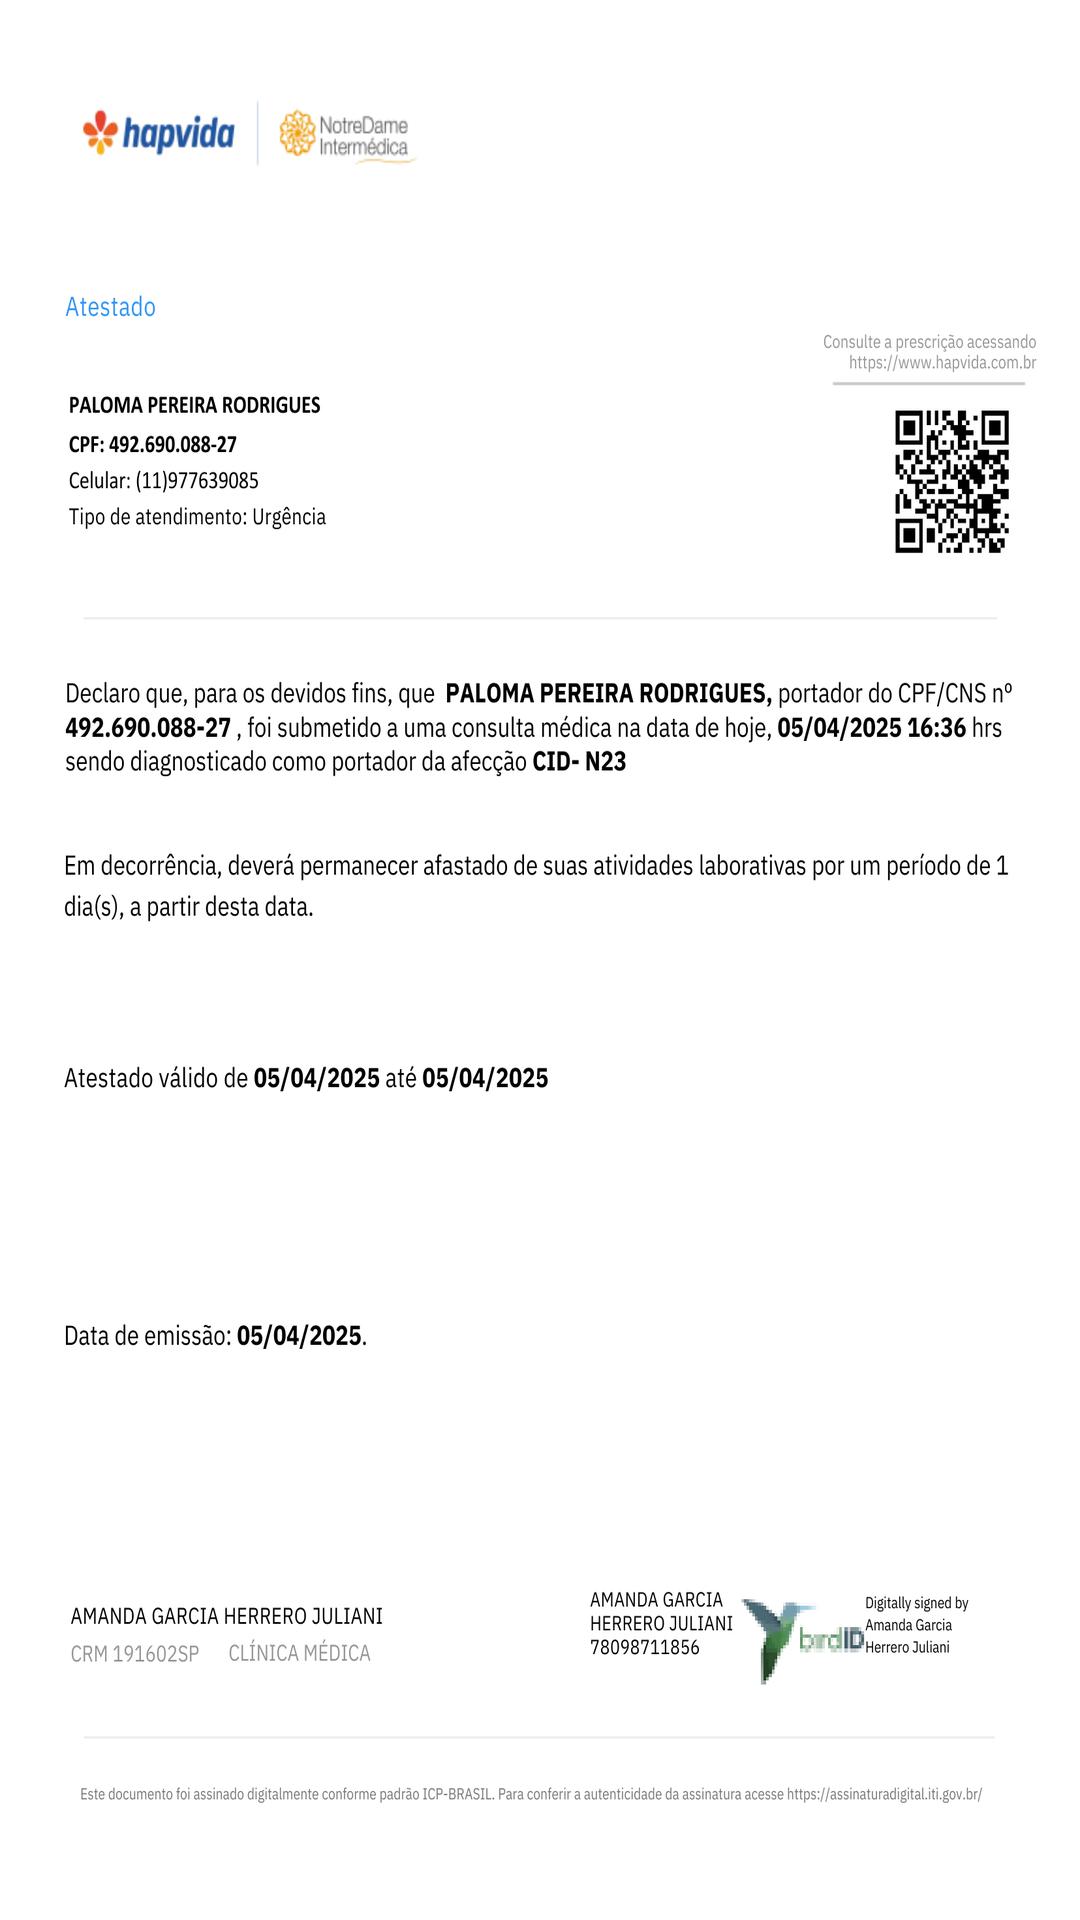 hapvida
NotreDame
Intermédica
Atestado
Consulte a prescrição acessando
https://www.hapvida.com.br
PALOMA PEREIRA RODRIGUES
CPF: 492.690.088-27
Celular: (11)977639085
Tipo de atendimento: Urgência
Declaro que, para os devidos fins, que PALOMA PEREIRA RODRIGUES, portador do CPF/CNS nº
492.690.088-27 , foi submetido a uma consulta médica na data de hoje, 05/04/2025 16:36 hrs
sendo diagnosticado como portador da afecção CID- N23
Em decorrência, deverá permanecer afastado de suas atividades laborativas por um período de 1
dia(s), a partir desta data.
Atestado válido de 05/04/2025 até 05/04/2025
Data de emissão: 05/04/2025.
AMANDA GARCIA HERRERO JULIANI
CRM 191602SP CLÍNICA MÉDICA
AMANDA GARCIA
HERRERO JULIANI
78098711856
birdID
Digitally signed by
Amanda Garcia
Herrero Juliani
Este documento foi assinado digitalmente conforme padrão ICP-BRASIL. Para conferir a autenticidade da assinatura acesse https://assinaturadigital.iti.gov.br/